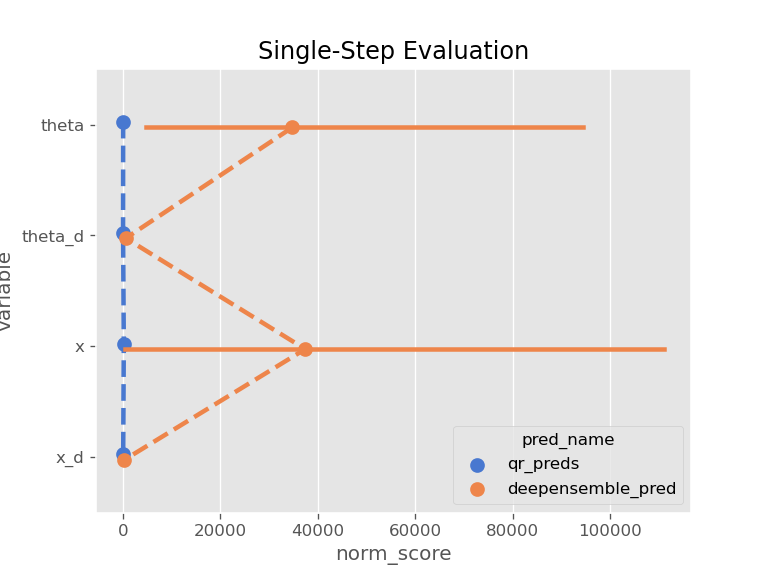 Single-Step Evaluation
theta
theta_d
x
x_d
variable
0
20000
40000
60000
80000
100000
norm_score
pred_name
qr_preds
deepensemble_pred